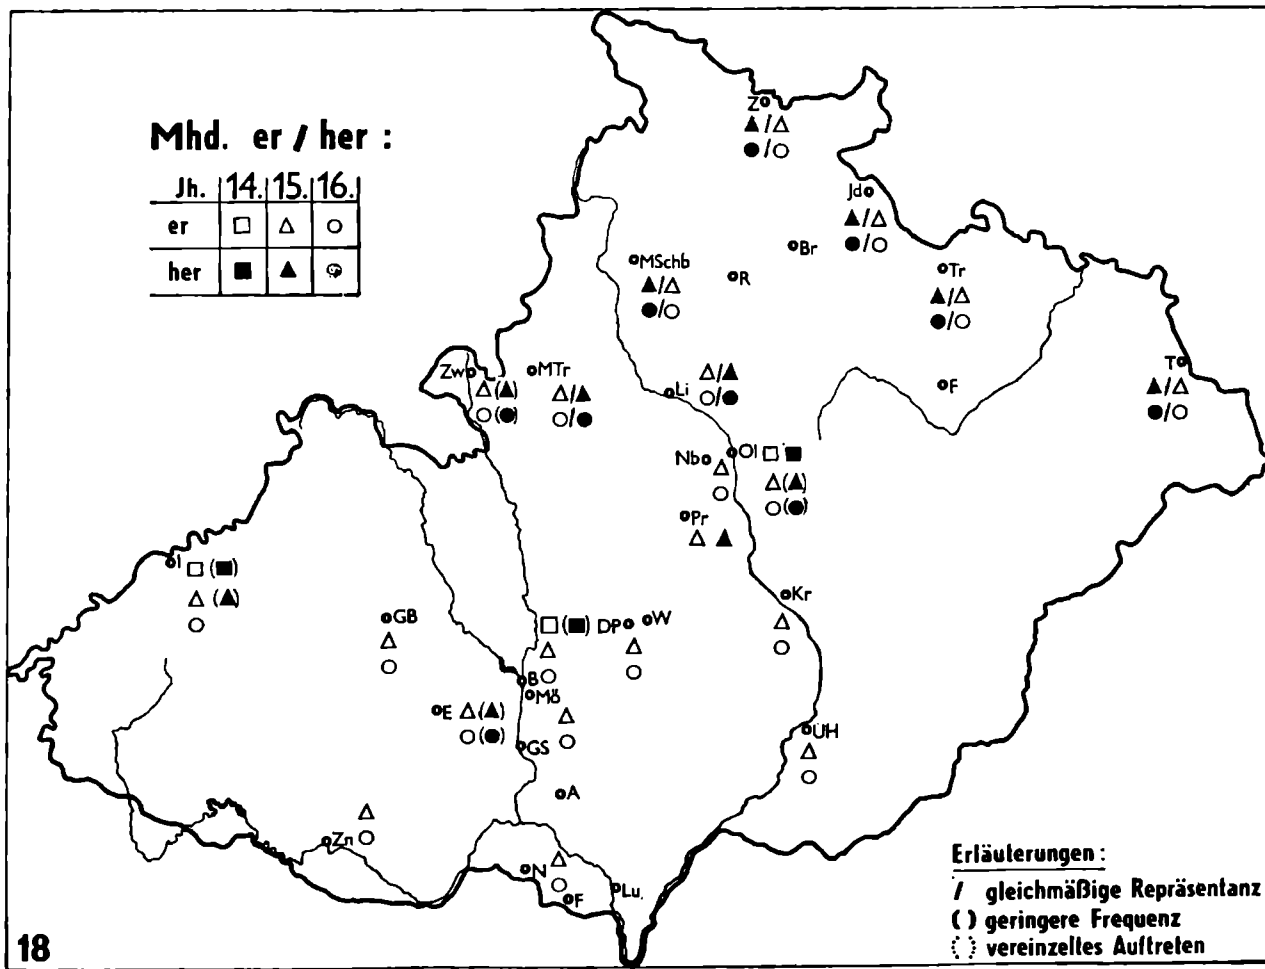 Mhd. er / her :
Jh. 14. 15. 16.
er □ △ ○
her ■ ▲ ●
Z
▲/△
●/○
Jd
▲/△
●/○
Br
MSchb
▲/△
●/○
R
Tr
▲/△
●/○
T
▲/△
●/○
F
Zw
△(▲)
○(●)
MTr
△/▲
○/●
Li
△/▲
○/●
Ol □ ■
△(▲)
○(●)
Nb
△
○
Pr
△ ▲
I □ (■)
△ (▲)
○
GB
△
○
□(■)
△
○
B
DP W
△
○
Kr
△
○
Mö
△
○
E △(▲)
○(●)
GS
ÜH
△
○
A
Zn
△
○
N
△
○
F
Lu.
Erläuterungen :
/ gleichmäßige Repräsentanz
( ) geringere Frequenz
vereinzeltes Auftreten
18